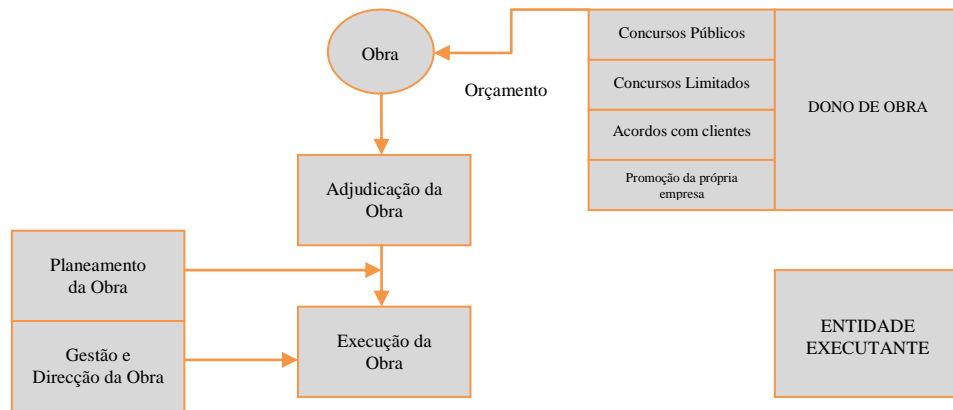 Obra
Orçamento
Concursos Públicos
Concursos Limitados
Acordos com clientes
Promoção da própria
empresa
DONO DE OBRA
Adjudicação da
Obra
Planeamento
da Obra
Gestão e
Direcção da Obra
Execução da
Obra
ENTIDADE
EXECUTANTE